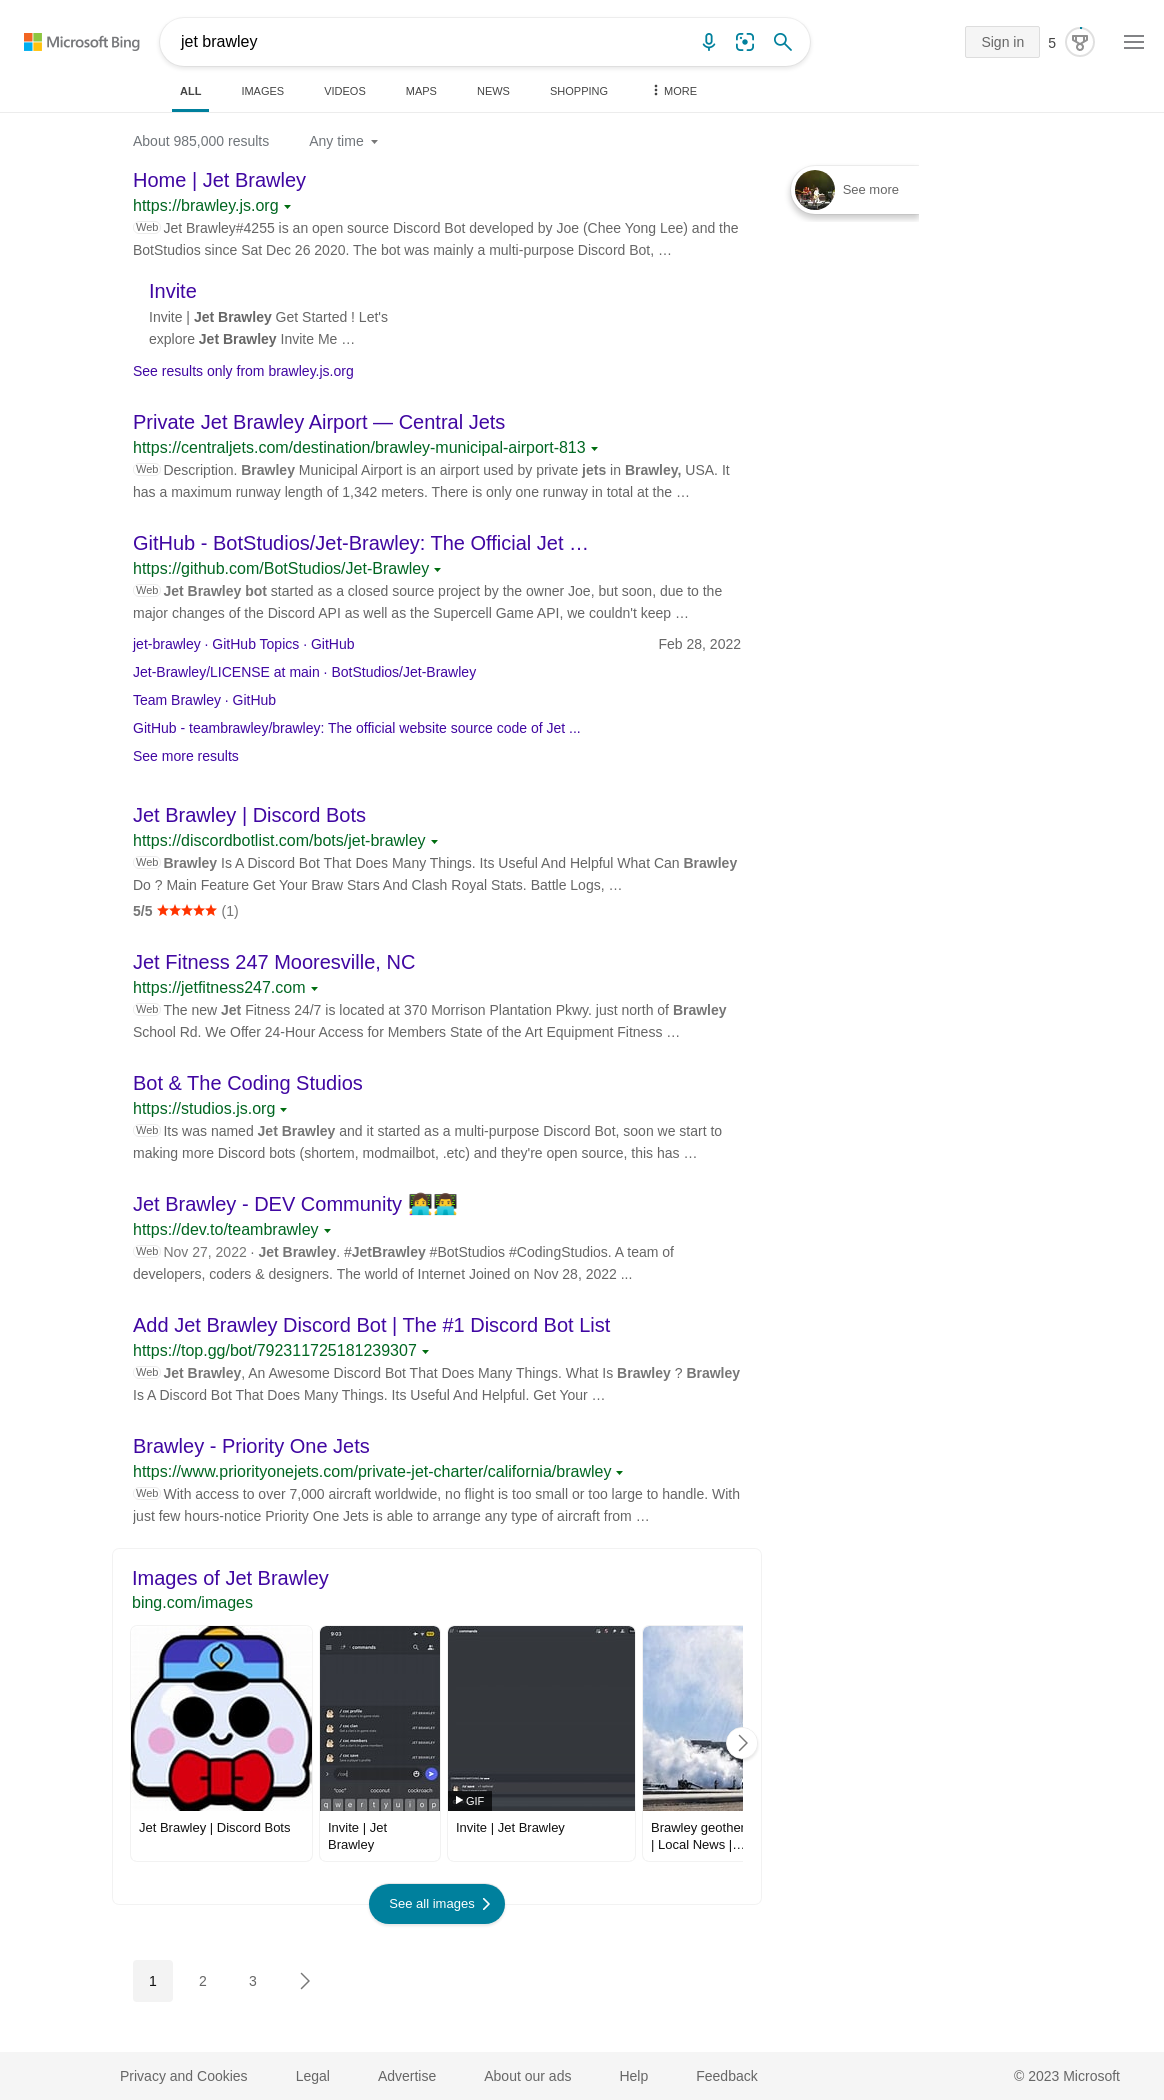 Microsoft Bing
jet brawley
Sign in
5
ALL
IMAGES
VIDEOS
MAPS
NEWS
SHOPPING
MORE
About 985,000 results
Any time
Home | Jet Brawley
https://brawley.js.org
Web Jet Brawley#4255 is an open source Discord Bot developed by Joe (Chee Yong Lee) and the
BotStudios since Sat Dec 26 2020. The bot was mainly a multi-purpose Discord Bot, …
See more
Invite
Invite | Jet Brawley Get Started ! Let's
explore Jet Brawley Invite Me …
See results only from brawley.js.org
Private Jet Brawley Airport — Central Jets
https://centraljets.com/destination/brawley-municipal-airport-813
Web Description. Brawley Municipal Airport is an airport used by private jets in Brawley, USA. It
has a maximum runway length of 1,342 meters. There is only one runway in total at the …
GitHub - BotStudios/Jet-Brawley: The Official Jet …
https://github.com/BotStudios/Jet-Brawley
Web Jet Brawley bot started as a closed source project by the owner Joe, but soon, due to the
major changes of the Discord API as well as the Supercell Game API, we couldn't keep …
jet-brawley · GitHub Topics · GitHub
Feb 28, 2022
Jet-Brawley/LICENSE at main · BotStudios/Jet-Brawley
Team Brawley · GitHub
GitHub - teambrawley/brawley: The official website source code of Jet ...
See more results
Jet Brawley | Discord Bots
https://discordbotlist.com/bots/jet-brawley
Web Brawley Is A Discord Bot That Does Many Things. Its Useful And Helpful What Can Brawley
Do ? Main Feature Get Your Braw Stars And Clash Royal Stats. Battle Logs, …
5/5 ★★★★★ (1)
Jet Fitness 247 Mooresville, NC
https://jetfitness247.com
Web The new Jet Fitness 24/7 is located at 370 Morrison Plantation Pkwy. just north of Brawley
School Rd. We Offer 24-Hour Access for Members State of the Art Equipment Fitness …
Bot & The Coding Studios
https://studios.js.org
Web Its was named Jet Brawley and it started as a multi-purpose Discord Bot, soon we start to
making more Discord bots (shortem, modmailbot, .etc) and they're open source, this has …
Jet Brawley - DEV Community 👩‍💻👨‍💻
https://dev.to/teambrawley
Web Nov 27, 2022 · Jet Brawley. #JetBrawley #BotStudios #CodingStudios. A team of
developers, coders & designers. The world of Internet Joined on Nov 28, 2022 ...
Add Jet Brawley Discord Bot | The #1 Discord Bot List
https://top.gg/bot/792311725181239307
Web Jet Brawley, An Awesome Discord Bot That Does Many Things. What Is Brawley ? Brawley
Is A Discord Bot That Does Many Things. Its Useful And Helpful. Get Your …
Brawley - Priority One Jets
https://www.priorityonejets.com/private-jet-charter/california/brawley
Web With access to over 7,000 aircraft worldwide, no flight is too small or too large to handle. With
just few hours-notice Priority One Jets is able to arrange any type of aircraft from …
Images of Jet Brawley
bing.com/images
9:03
commands
/ coc profile
/ coc clan
/ coc members
/ coc save
/coc
"coc" coconut cockroach
q w e r t y u i o p
commands
GIF
Jet Brawley | Discord Bots
Invite | Jet
Brawley
Invite | Jet Brawley
Brawley geother
| Local News |…
See all images
1
2
3
Privacy and Cookies
Legal
Advertise
About our ads
Help
Feedback
© 2023 Microsoft